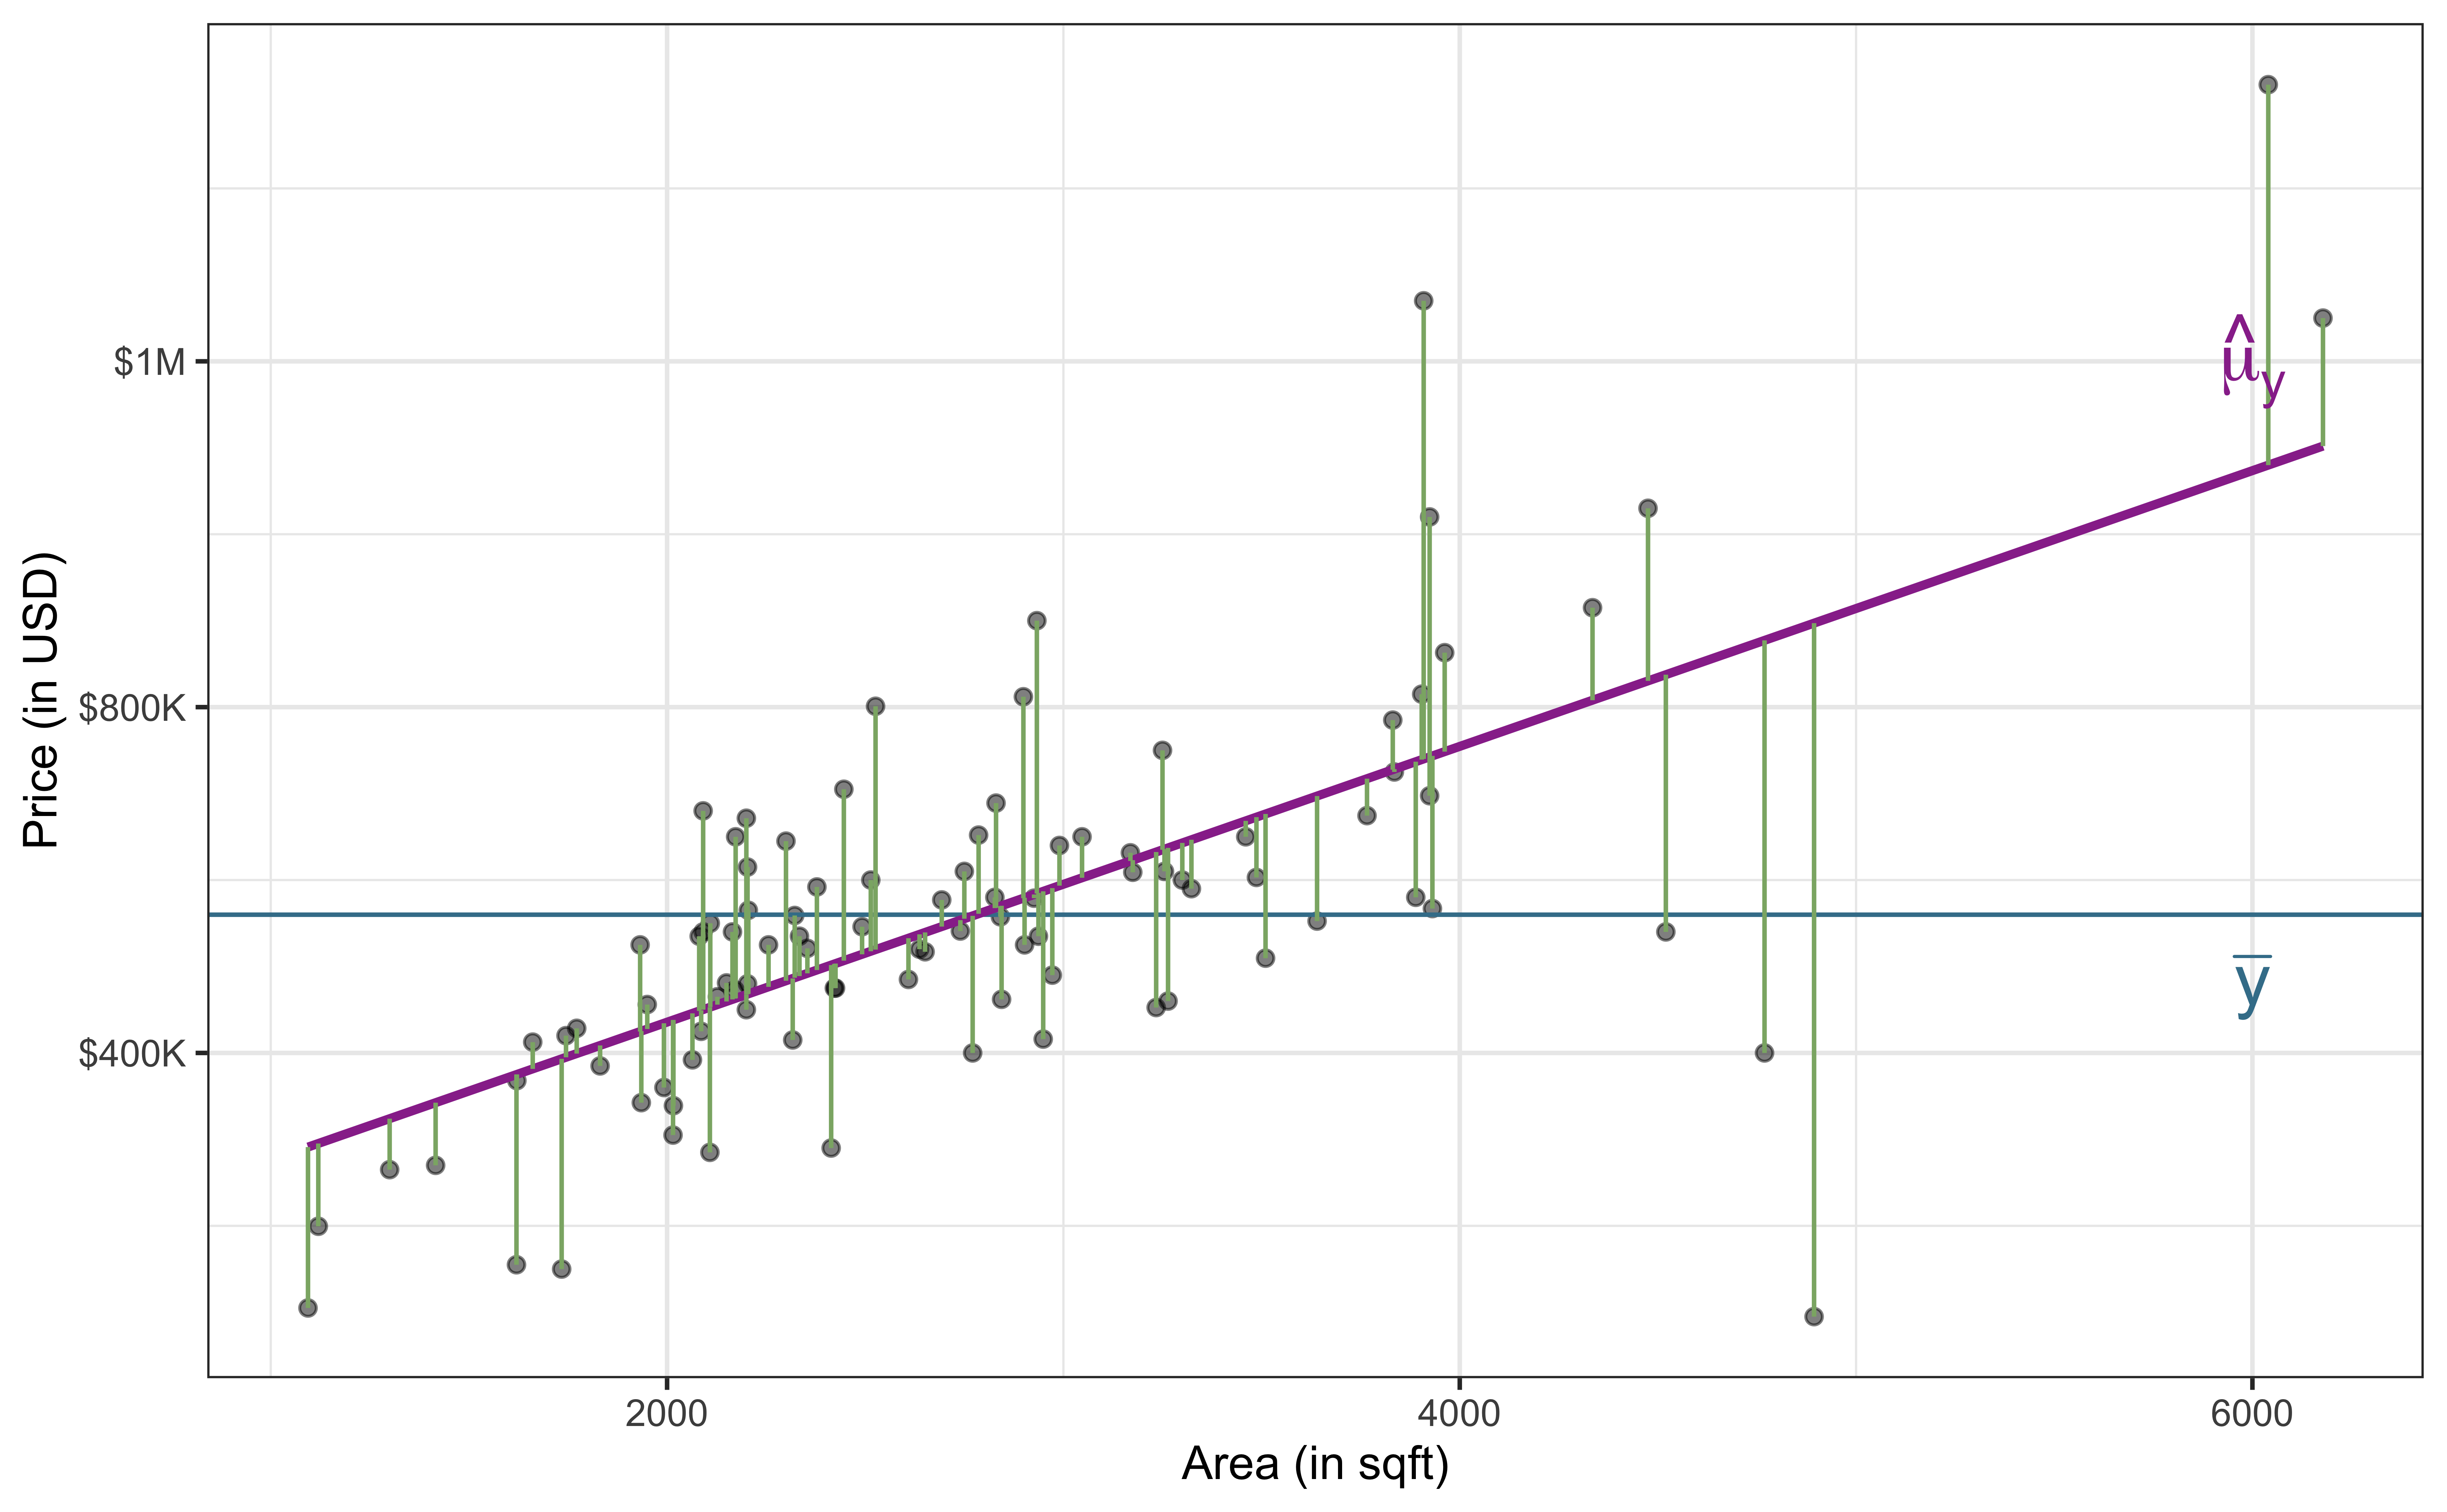 Price (in USD)
$1M
$800K
$400K
μ̂y
ȳ
2000 4000 6000
Area (in sqft)